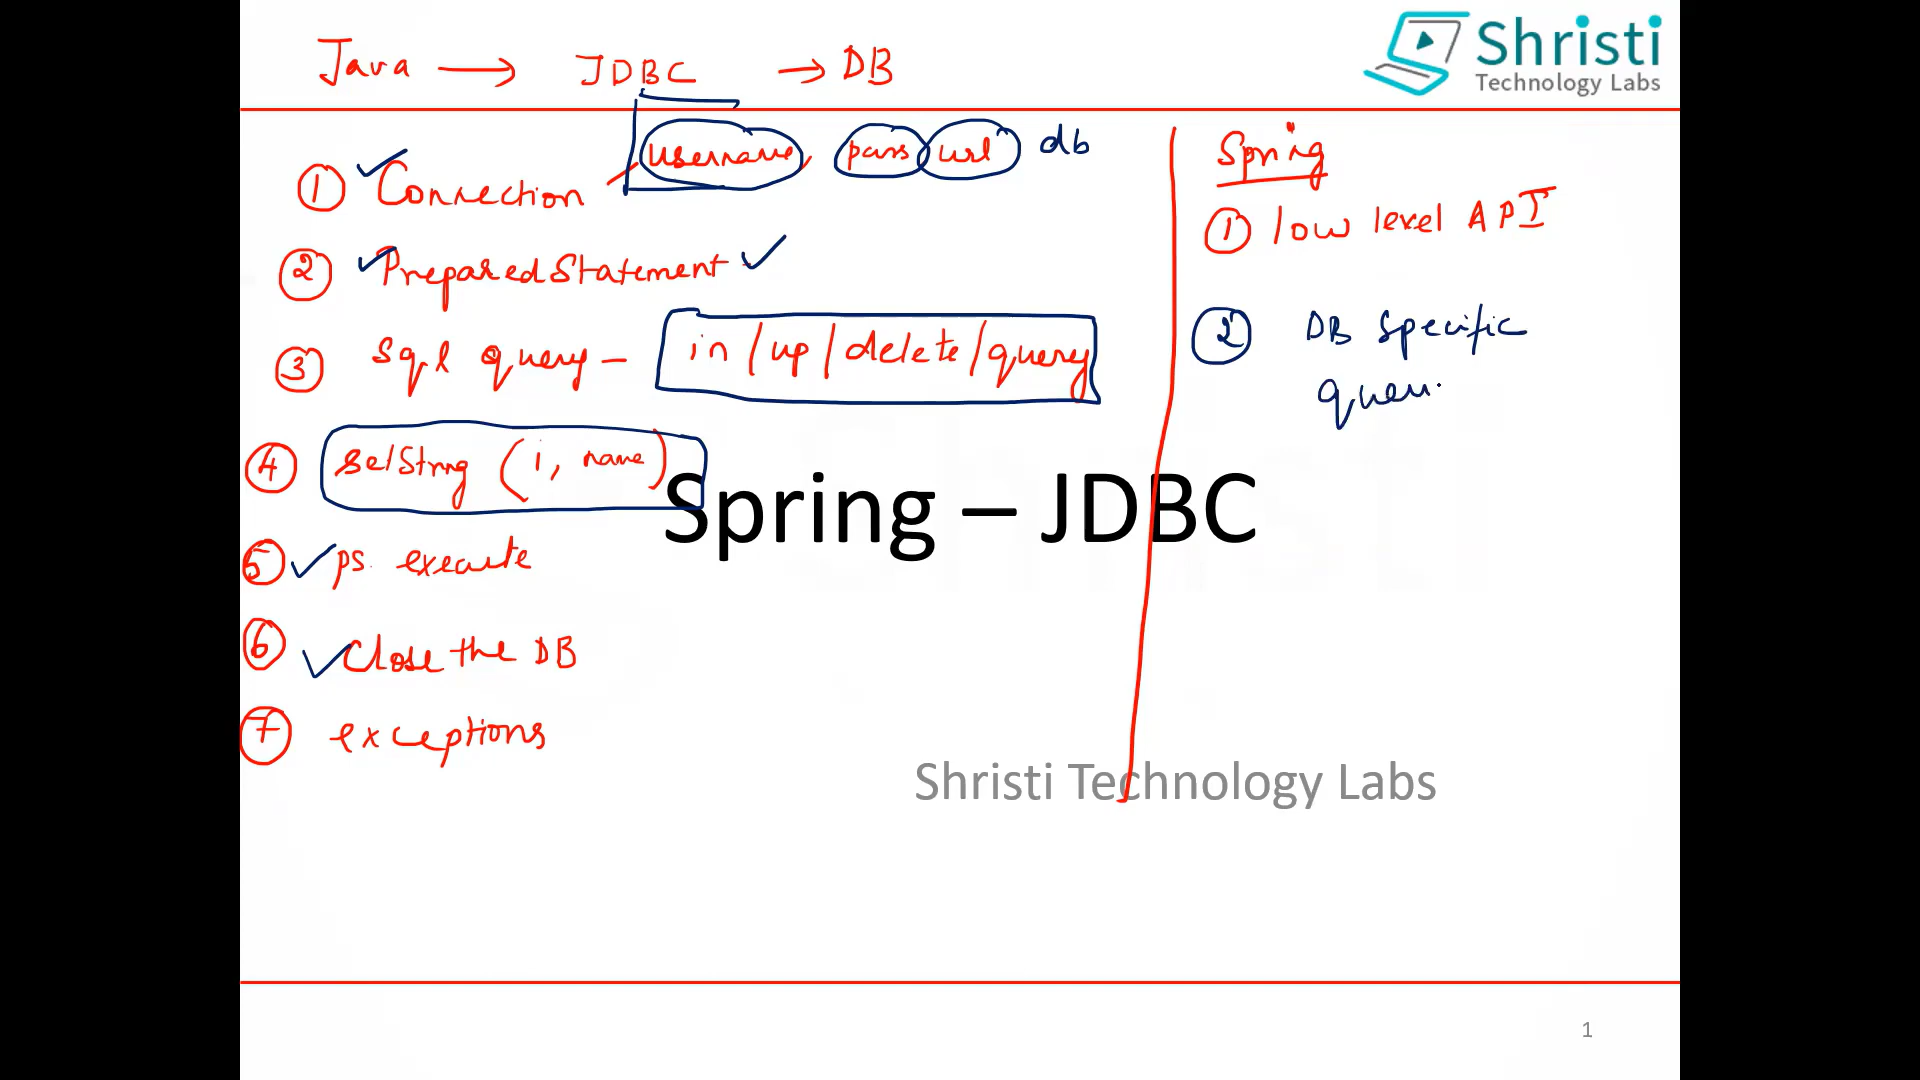 Java → JDBC → DB
Shristi
Technology Labs
① Connection - username, pass url db
② PreparedStatement -
③ Sql query - in / up / delete / query
④ setString (1, name)
⑤ ps. execute
⑥ Close the DB
⑦ exceptions
Spring
① low level API
② DB Specific
Spring – JDBC
Shristi Technology Labs
1